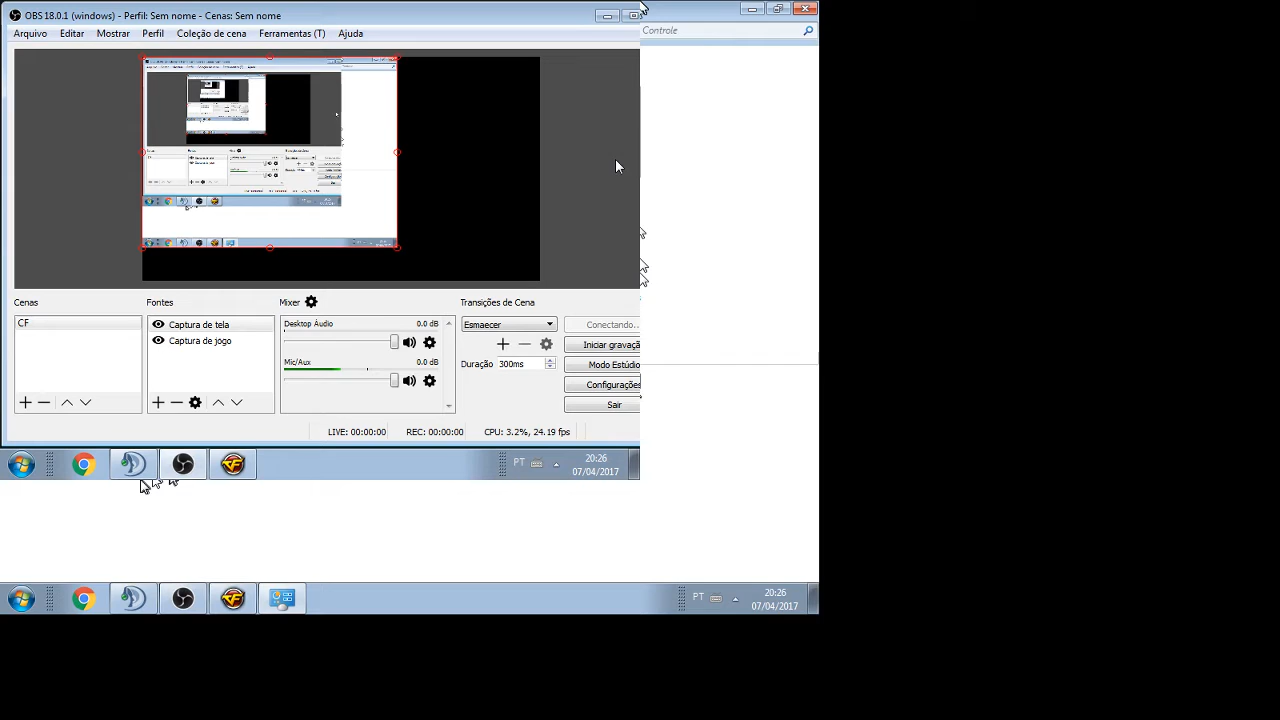 OBS 18.0.1 (windows) - Perfil: Sem nome - Cenas: Sem nome
Arquivo Editar Mostrar Perfil Coleção de cena Ferramentas (T) Ajuda
Controle
Cenas Fontes Mixer Transições de Cena
CF
Captura de tela
Captura de jogo
Desktop Áudio 0.0 dB
Mic/Aux 0.0 dB
Esmaecer
Duração 300ms
Conectando...
Iniciar gravaçã
Modo Estúdio
Configurações
Sair
LIVE: 00:00:00 REC: 00:00:00 CPU: 3.2%, 24.19 fps
PT 20:26
07/04/2017
PT 20:26
07/04/2017